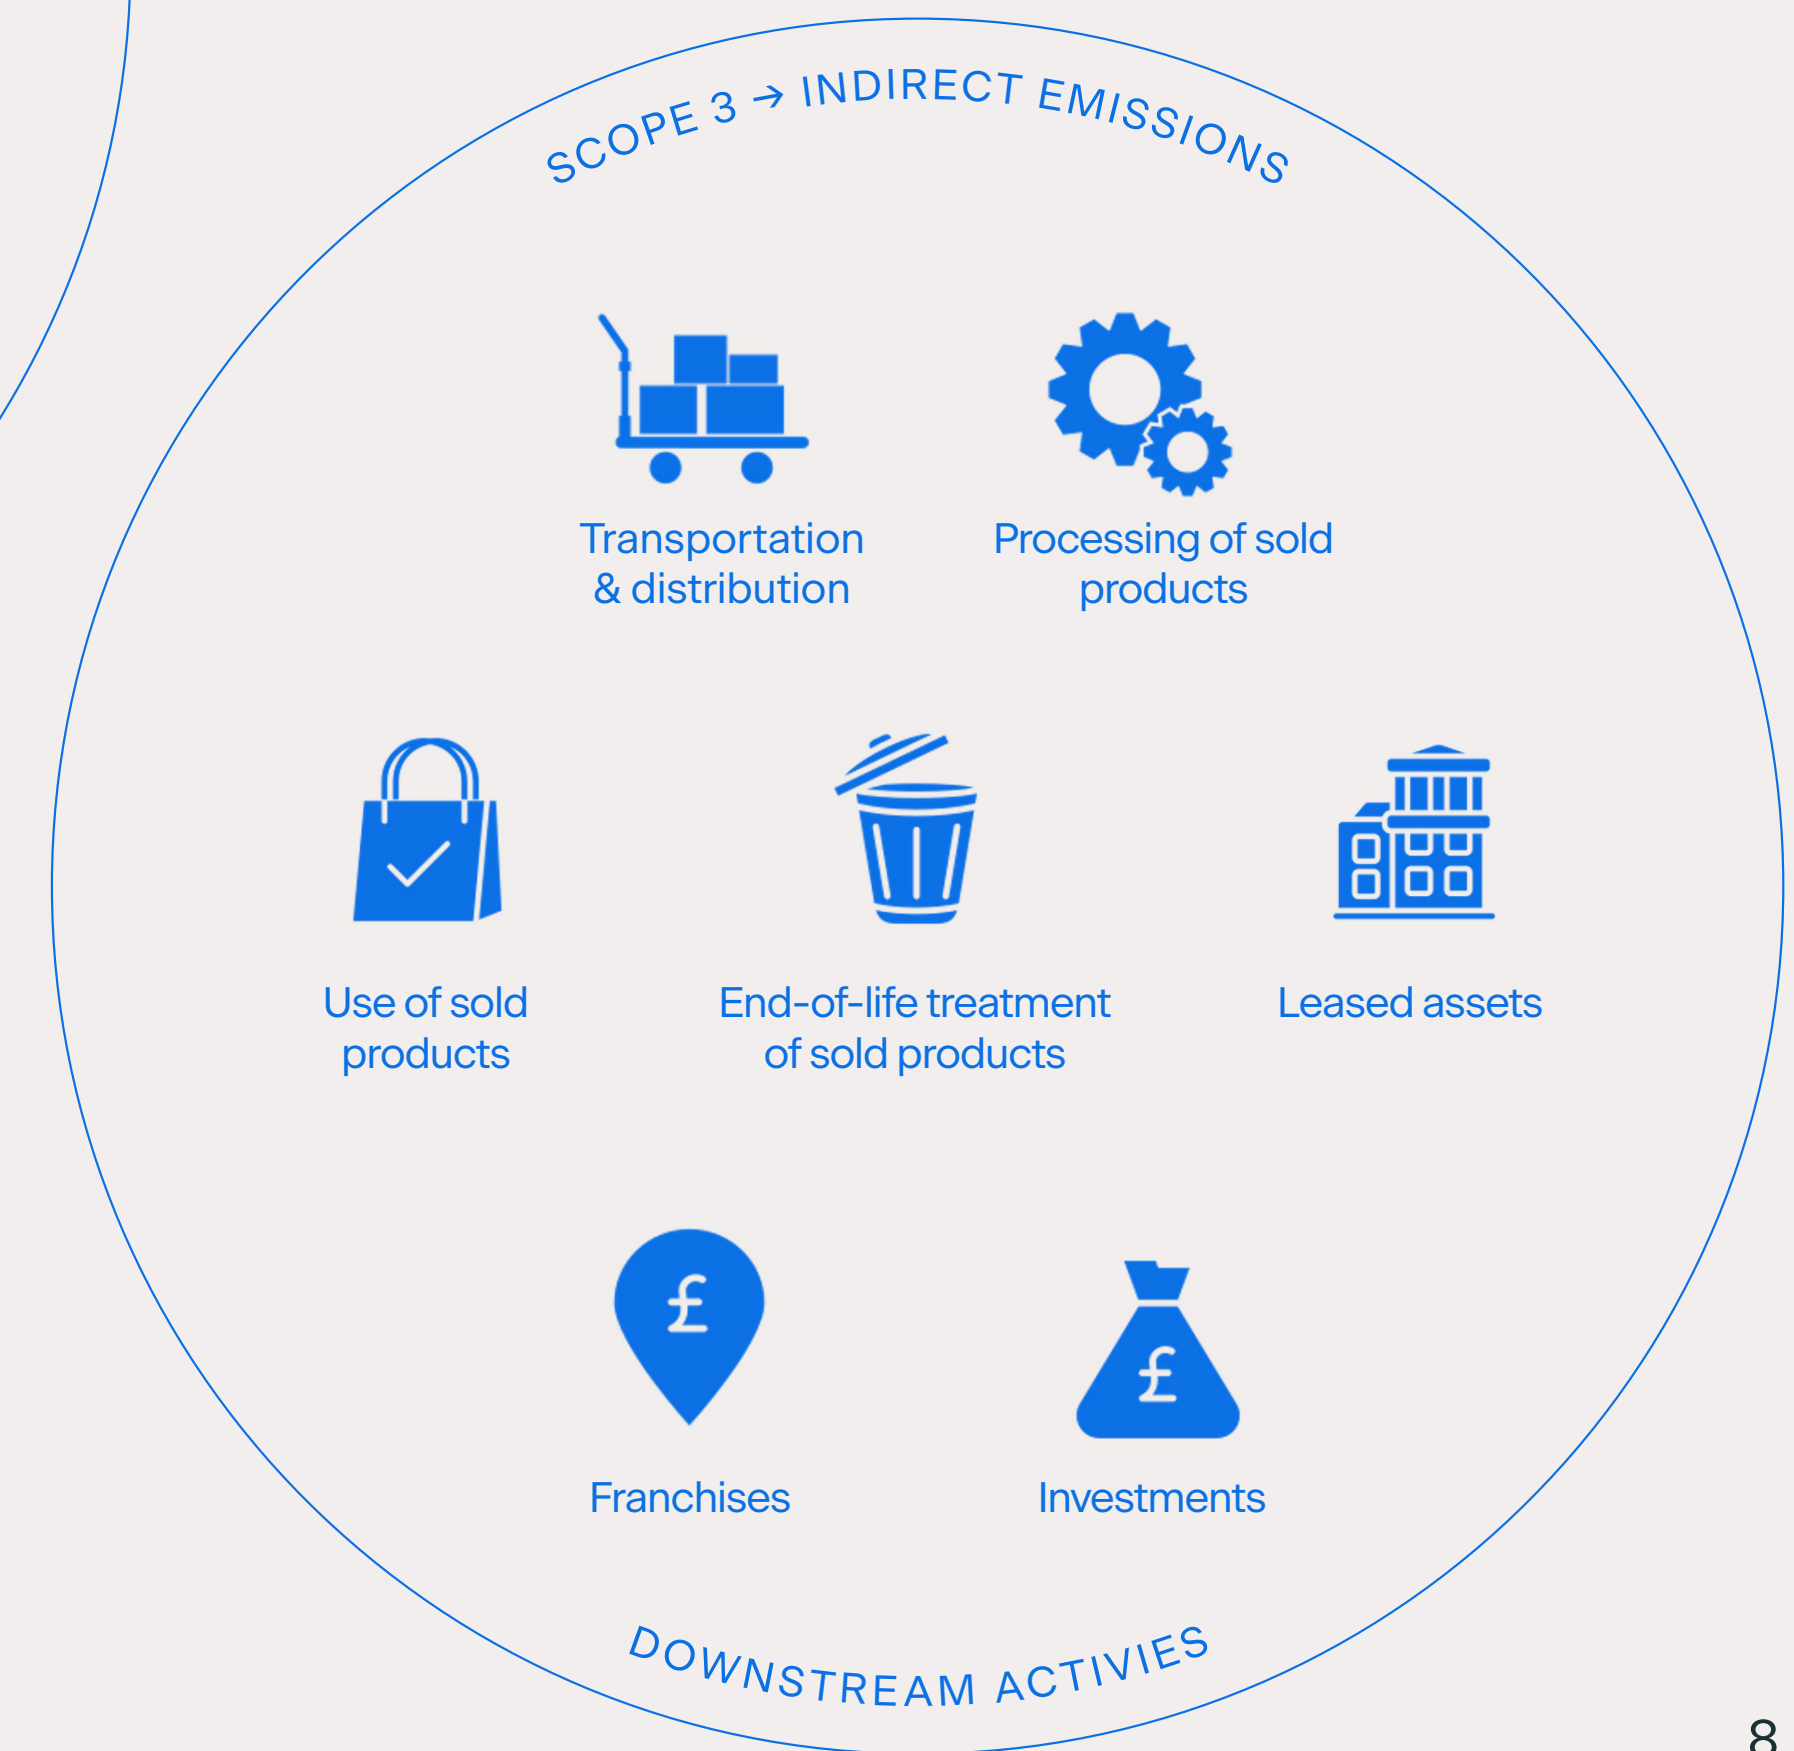 SCOPE 3 → INDIRECT EMISSIONS
Transportation
& distribution
Processing of sold
products
Use of sold
products
End-of-life treatment
of sold products
Leased assets
£
Franchises
£
Investments
DOWNSTREAM ACTIVIES
8